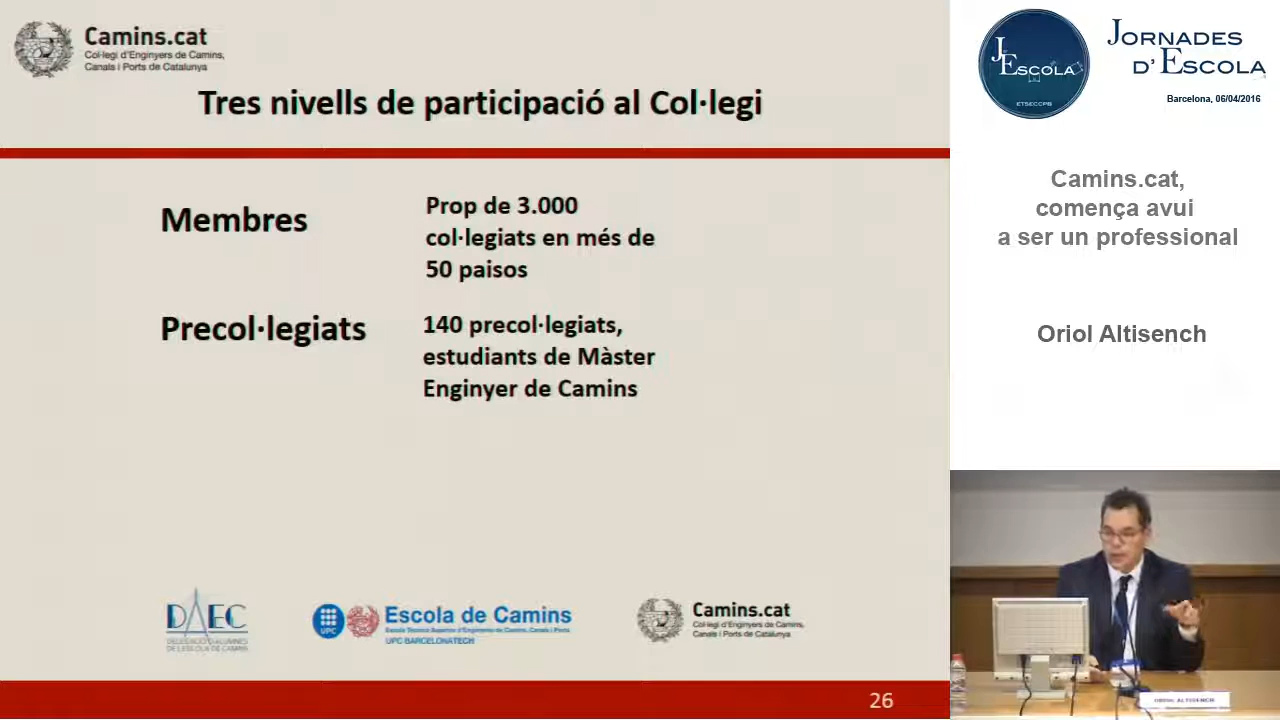 Camins.cat
Col·legi d'Enginyers de Camins,
Canals i Ports de Catalunya
Tres nivells de participació al Col·legi
Membres
Prop de 3.000
col·legiats en més de
50 paisos
Precol·legiats
140 precol·legiats,
estudiants de Màster
Enginyer de Camins
DAEC
DELEGACIÓ D'ALUMNES
DE L'ESCOLA DE CAMINS
UPC
Escola de Camins
Escola Tècnica Superior d'Enginyeria de Camins, Canals i Ports
UPC BARCELONATECH
Camins.cat
Col·legi d'Enginyers de Camins,
Canals i Ports de Catalunya
26
J'ESCOLA
ETSECCPB
JORNADES
D'ESCOLA
Barcelona, 06/04/2016
Camins.cat,
comença avui
a ser un professional
Oriol Altisench
ORIOL ALTISENCH